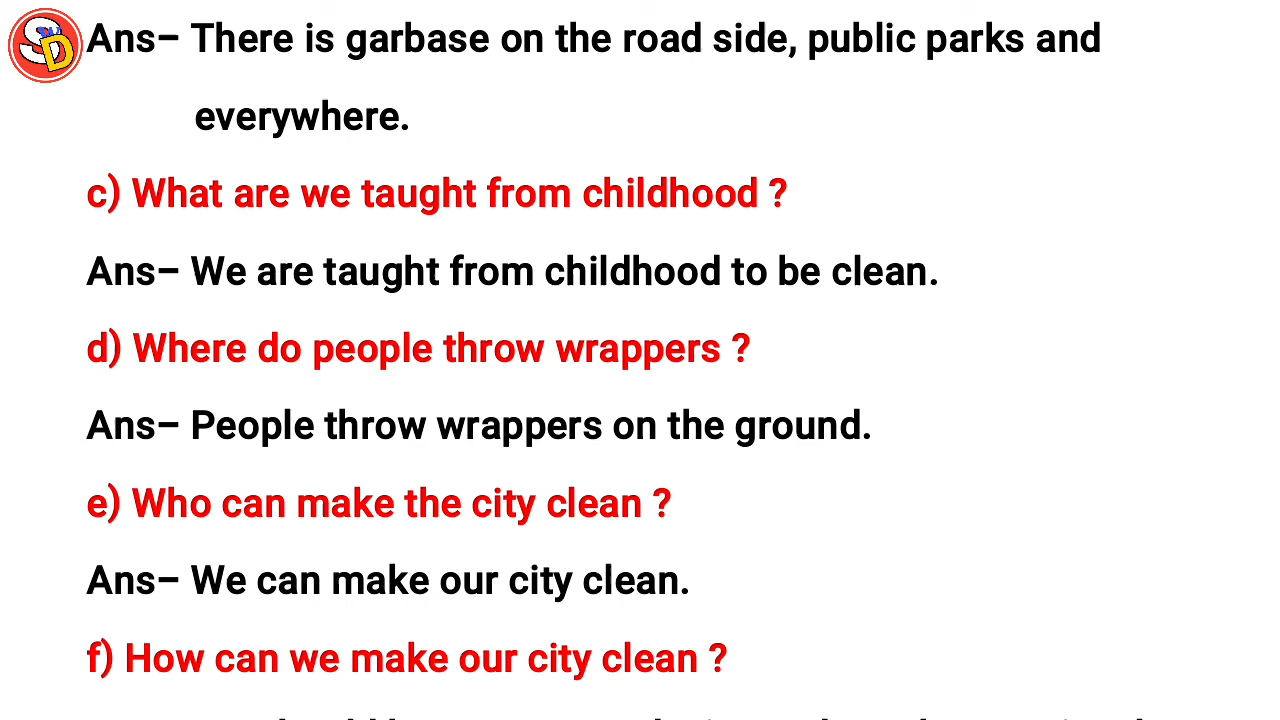 SD
Ans– There is garbase on the road side, public parks and
everywhere.
c) What are we taught from childhood ?
Ans– We are taught from childhood to be clean.
d) Where do people throw wrappers ?
Ans– People throw wrappers on the ground.
e) Who can make the city clean ?
Ans– We can make our city clean.
f) How can we make our city clean ?